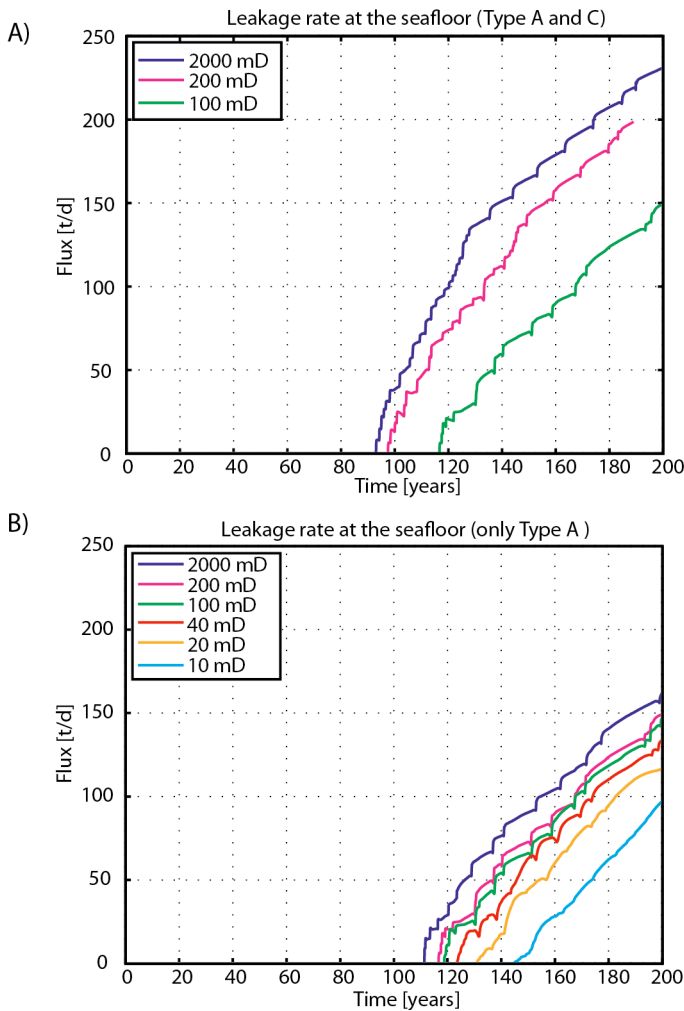 A)
Leakage rate at the seafloor (Type A and C)
250
200
150
100
50
0
Flux [t/d]
2000 mD
200 mD
100 mD
0 20 40 60 80 100 120 140 160 180 200
Time [years]
B)
Leakage rate at the seafloor (only Type A )
250
200
150
100
50
0
Flux [t/d]
2000 mD
200 mD
100 mD
40 mD
20 mD
10 mD
0 20 40 60 80 100 120 140 160 180 200
Time [years]